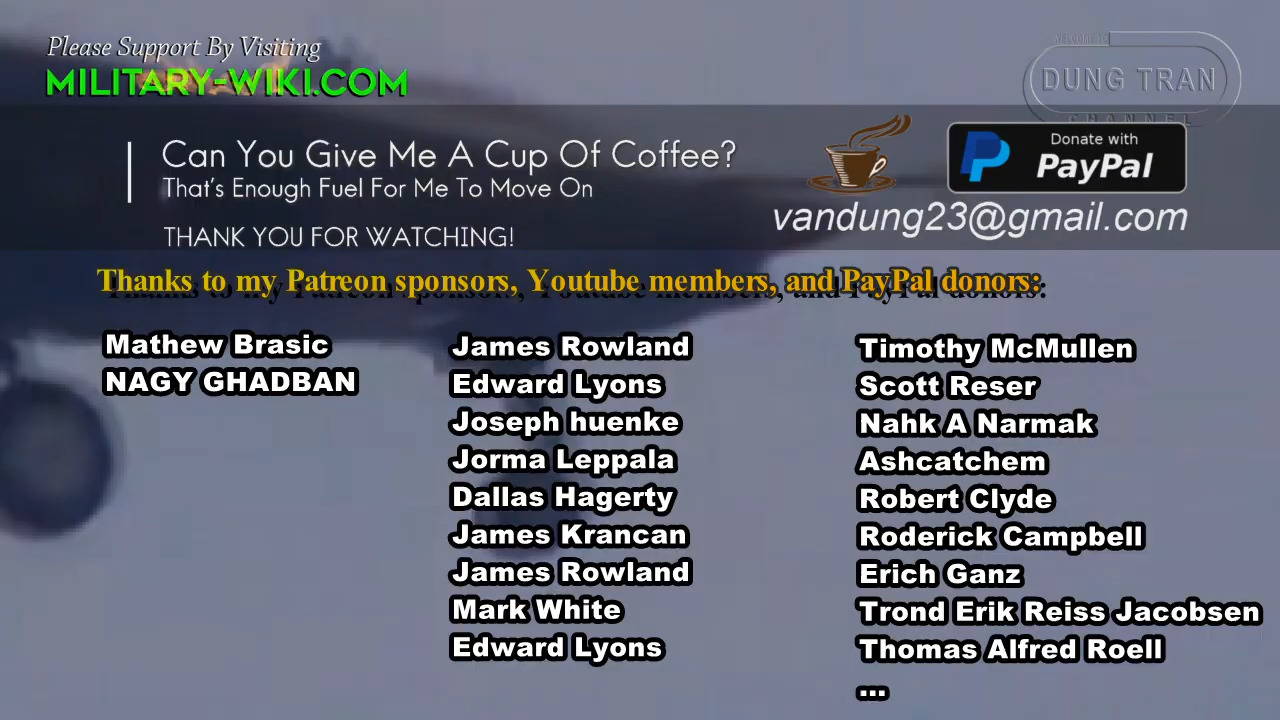 Please Support By Visiting
MILITARY-WIKI.COM
WELCOME TO
DUNG TRAN
CHANNEL
Can You Give Me A Cup Of Coffee?
That's Enough Fuel For Me To Move On
THANK YOU FOR WATCHING!
Donate with
PayPal
vandung23@gmail.com
Thanks to my Patreon sponsors, Youtube members, and PayPal donors:
Mathew Brasic
NAGY GHADBAN
James Rowland
Edward Lyons
Joseph huenke
Jorma Leppala
Dallas Hagerty
James Krancan
James Rowland
Mark White
Edward Lyons
Timothy McMullen
Scott Reser
Nahk A Narmak
Ashcatchem
Robert Clyde
Roderick Campbell
Erich Ganz
Trond Erik Reiss Jacobsen
Thomas Alfred Roell
...